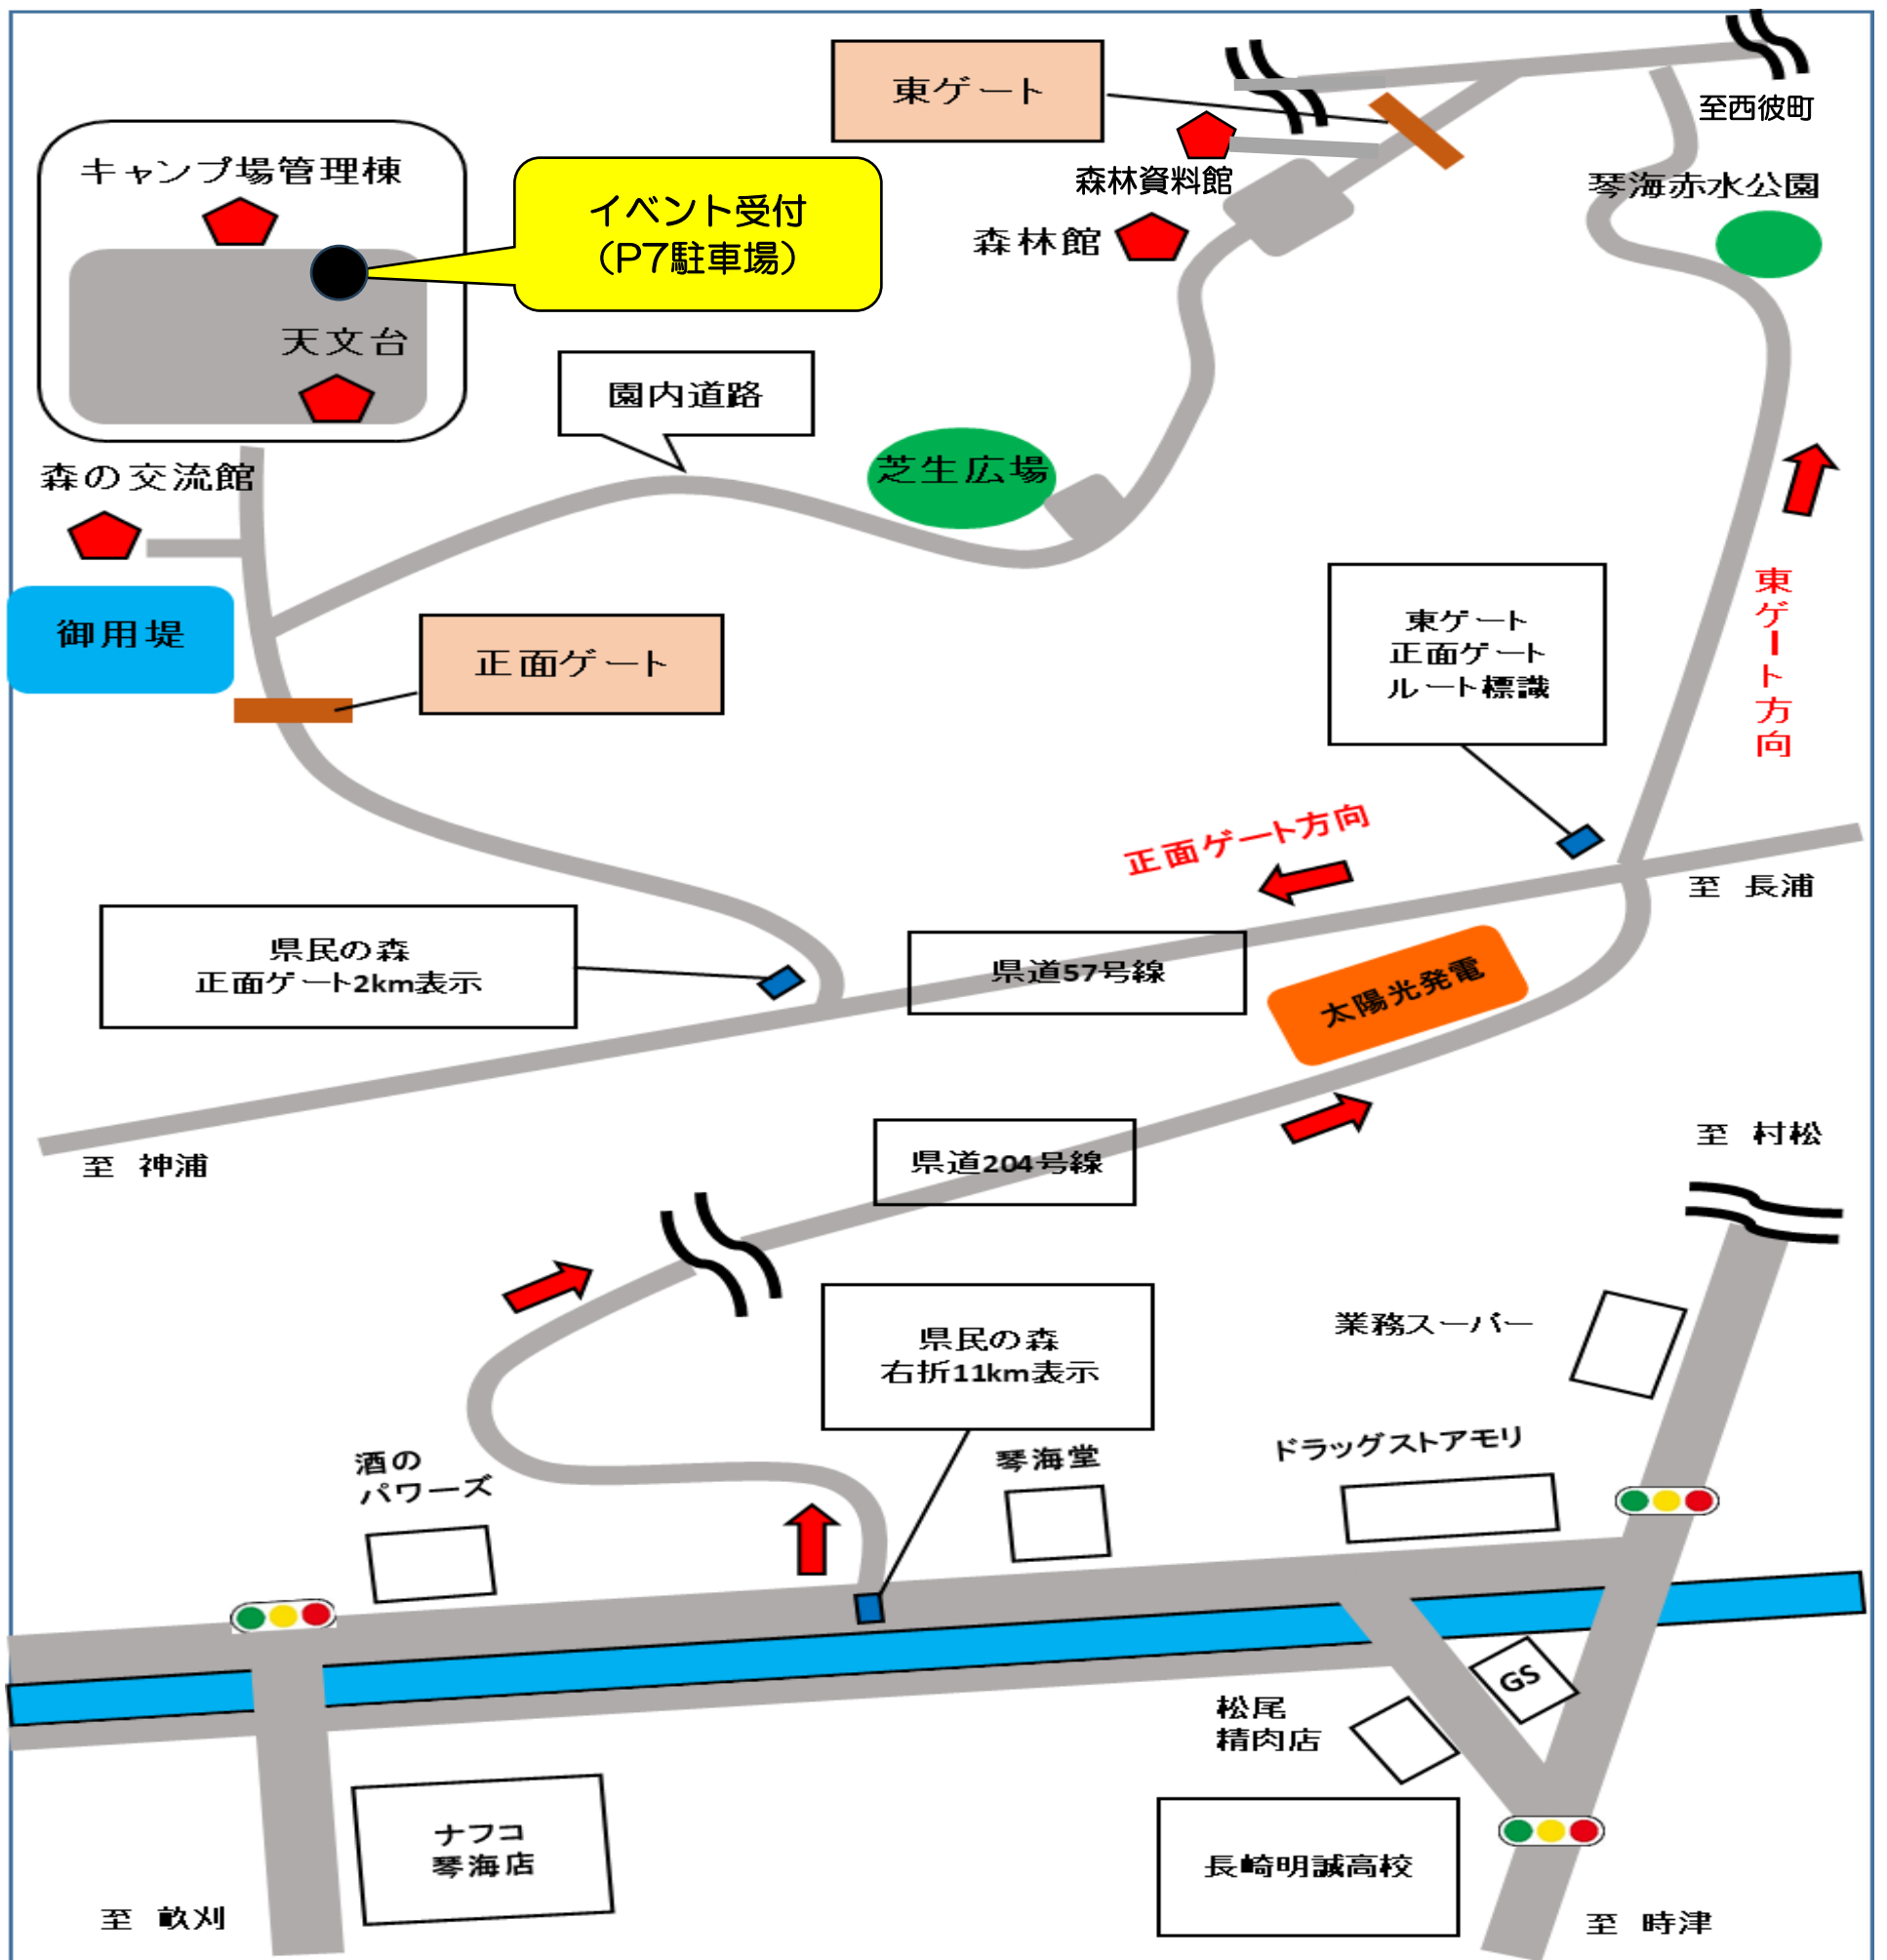 東ゲート
至西彼町
キャンプ場管理棟
イベント受付
（P7駐車場）
森林資料館
琴海赤水公園
森林館
天文台
園内道路
芝生広場
森の交流館
御用堤
正面ゲート
東ゲート
正面ゲート
ルート標識
東ゲート方向
正面ゲート方向
至 長浦
県民の森
正面ゲート2km表示
県道57号線
太陽光発電
至 神浦
県道204号線
至 村松
県民の森
右折11km表示
業務スーパー
酒の
パワーズ
琴海堂
ドラッグストアモリ
GS
松尾
精肉店
ナフコ
琴海店
長崎明誠高校
至 畝刈
至 時津